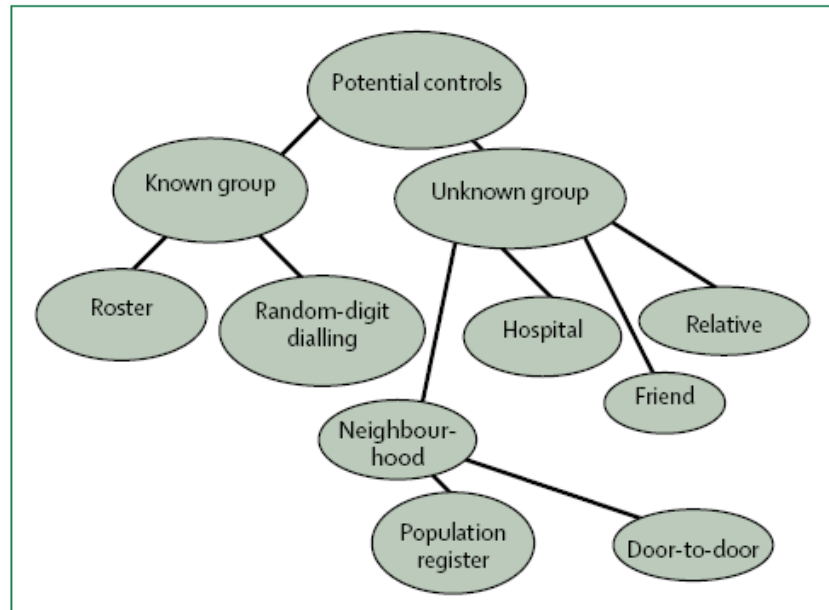 Potential controls
Known group
Unknown group
Roster
Random-digit
dialling
Hospital
Relative
Friend
Neighbour-
hood
Population
register
Door-to-door